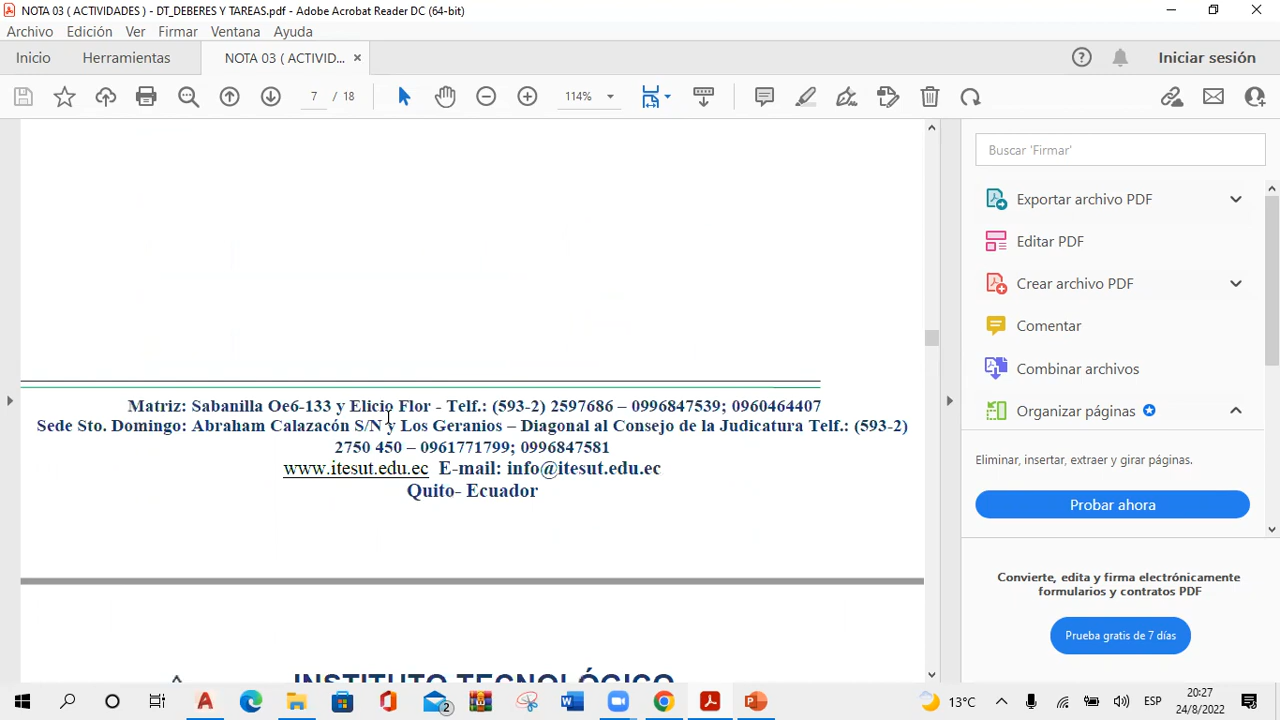 NOTA 03 ( ACTIVIDADES ) - DT_DEBERES Y TAREAS.pdf - Adobe Acrobat Reader DC (64-bit)
Archivo Edición Ver Firmar Ventana Ayuda
Inicio Herramientas NOTA 03 ( ACTIVID... × Iniciar sesión
7 / 18 114%
Buscar 'Firmar'
Exportar archivo PDF
Editar PDF
Crear archivo PDF
Comentar
Combinar archivos
Organizar páginas
Eliminar, insertar, extraer y girar páginas.
Probar ahora
Convierte, edita y firma electrónicamente
formularios y contratos PDF
Prueba gratis de 7 días
Matriz: Sabanilla Oe6-133 y Elicio Flor - Telf.: (593-2) 2597686 – 0996847539; 0960464407
Sede Sto. Domingo: Abraham Calazacón S/N y Los Geranios – Diagonal al Consejo de la Judicatura Telf.: (593-2)
2750 450 – 0961771799; 0996847581
www.itesut.edu.ec E-mail: info@itesut.edu.ec
Quito- Ecuador
INSTITUTO TECNOLÓGICO
2
13°C ESP 20:27
24/8/2022